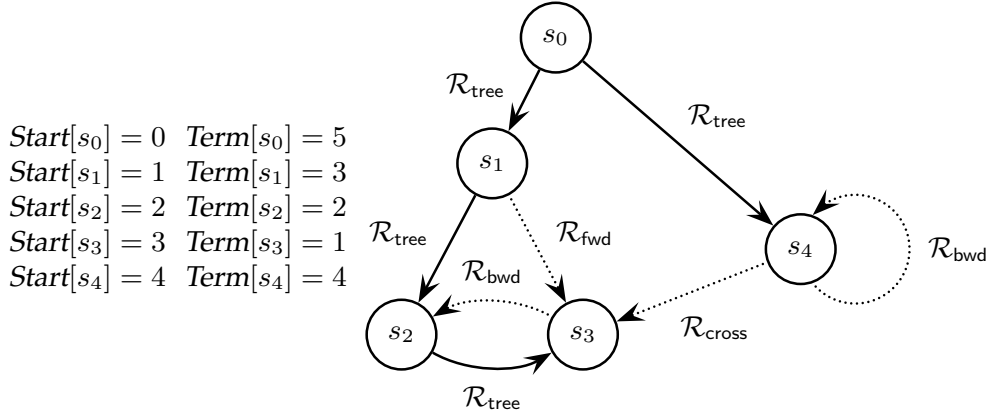 s₀
ℛtree
ℛtree
Start[s₀] = 0 Term[s₀] = 5
Start[s₁] = 1 Term[s₁] = 3
Start[s₂] = 2 Term[s₂] = 2
Start[s₃] = 3 Term[s₃] = 1
Start[s₄] = 4 Term[s₄] = 4
s₁
ℛtree
ℛfwd
s₄
ℛbwd
ℛbwd
s₂
s₃
ℛcross
ℛtree